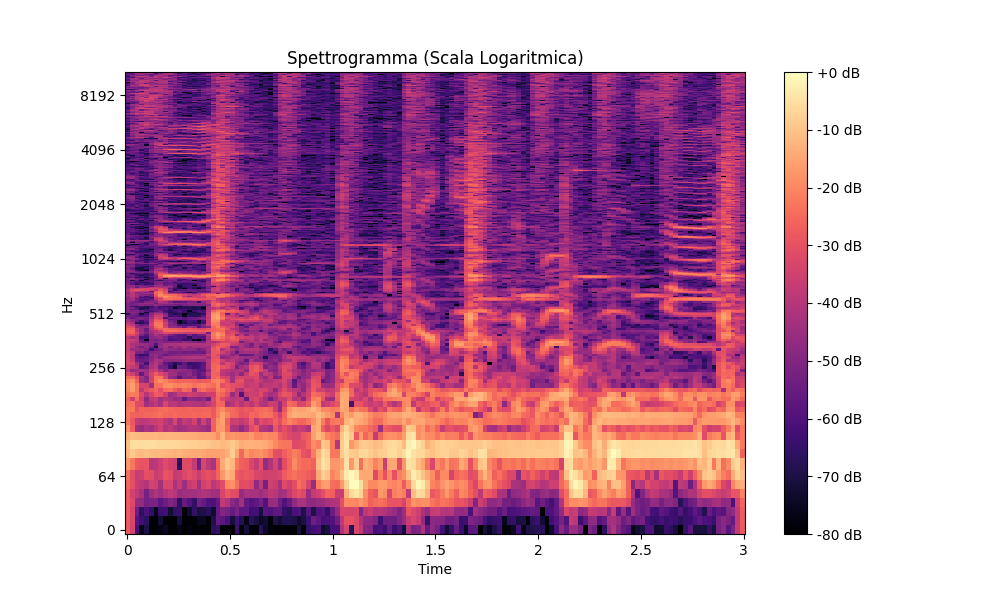 Spettrogramma (Scala Logaritmica)
Hz
8192
4096
2048
1024
512
256
128
64
0
0
0.5
1
1.5
2
2.5
3
Time
+0 dB
-10 dB
-20 dB
-30 dB
-40 dB
-50 dB
-60 dB
-70 dB
-80 dB